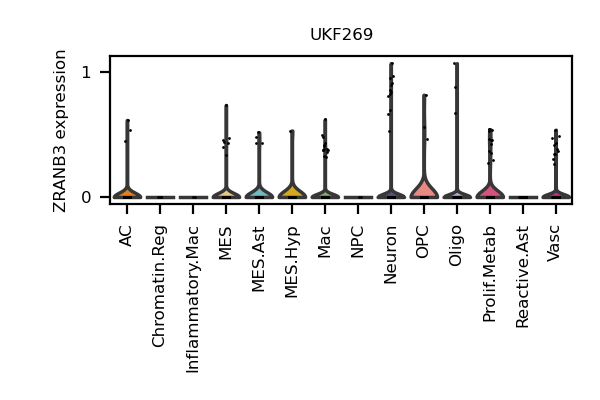 UKF269
ZRANB3 expression
1
0
AC
Chromatin.Reg
Inflammatory.Mac
MES
MES.Ast
MES.Hyp
Mac
NPC
Neuron
OPC
Oligo
Prolif.Metab
Reactive.Ast
Vasc